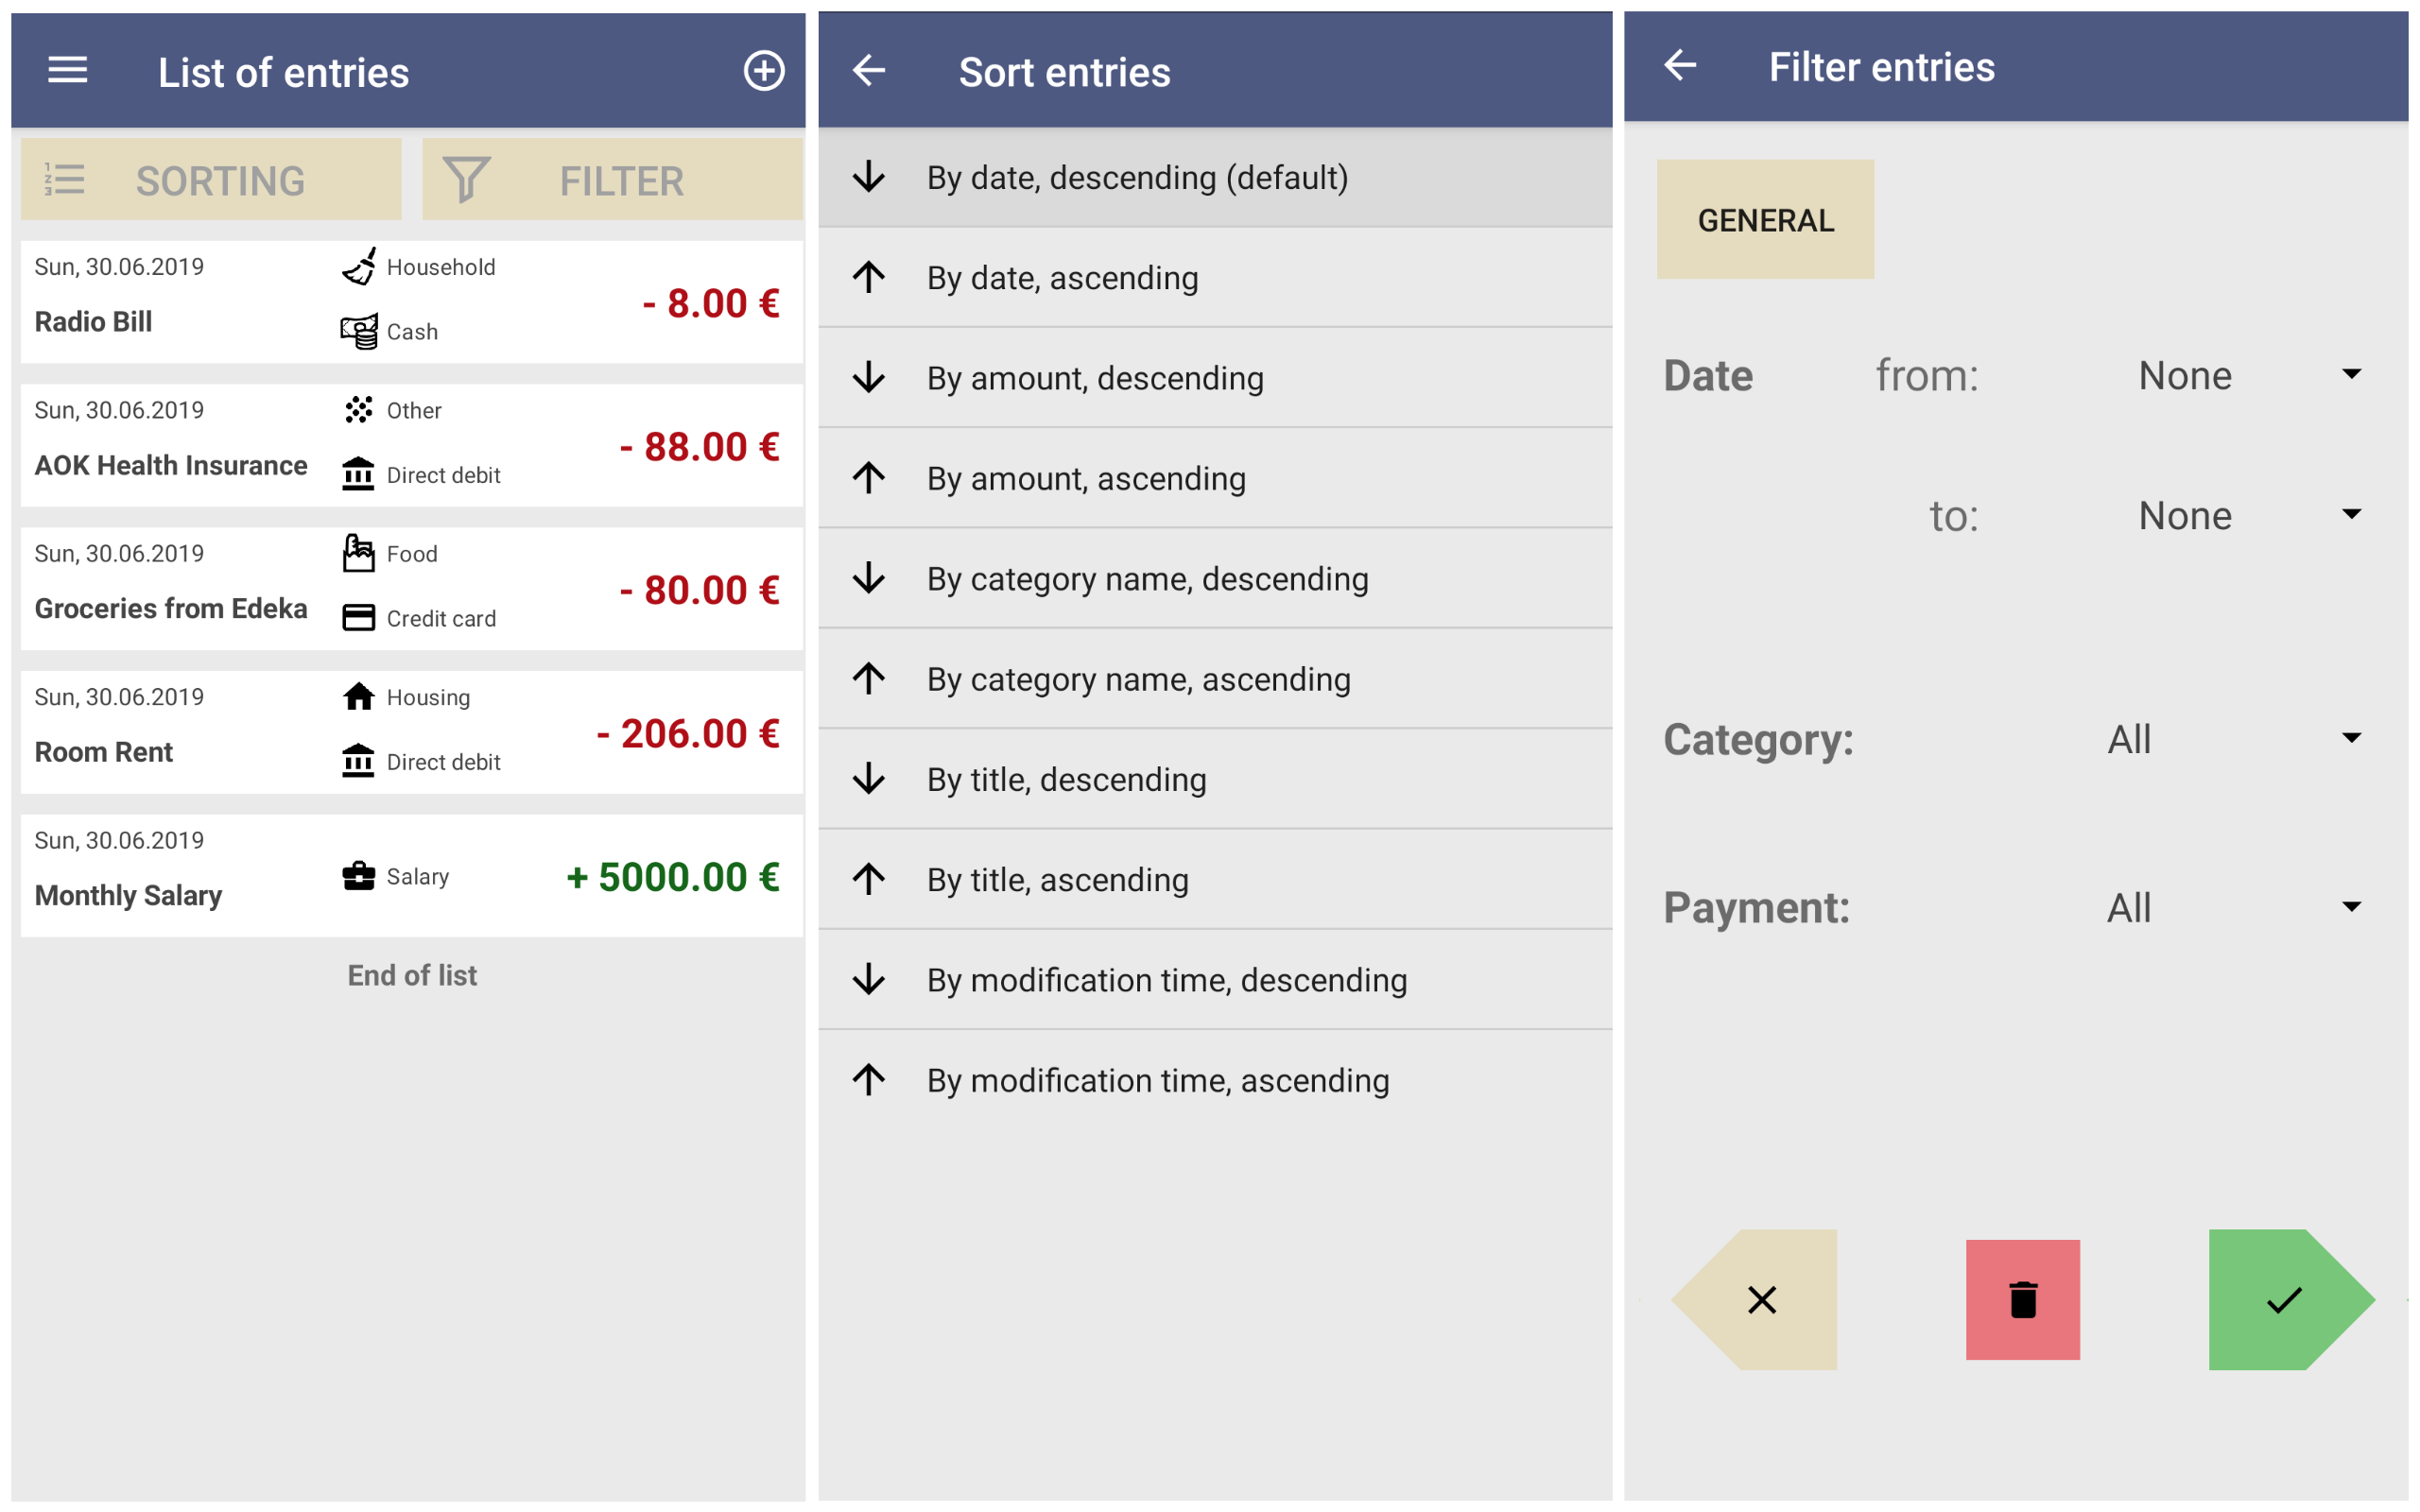 List of entries
SORTING
FILTER
Sun, 30.06.2019
Household
Radio Bill
Cash
- 8.00 €
Sun, 30.06.2019
Other
AOK Health Insurance
Direct debit
- 88.00 €
Sun, 30.06.2019
Food
Groceries from Edeka
Credit card
- 80.00 €
Sun, 30.06.2019
Housing
Room Rent
Direct debit
- 206.00 €
Sun, 30.06.2019
Monthly Salary
Salary
+ 5000.00 €
End of list
Sort entries
By date, descending (default)
By date, ascending
By amount, descending
By amount, ascending
By category name, descending
By category name, ascending
By title, descending
By title, ascending
By modification time, descending
By modification time, ascending
Filter entries
GENERAL
Date from: None
to: None
Category: All
Payment: All